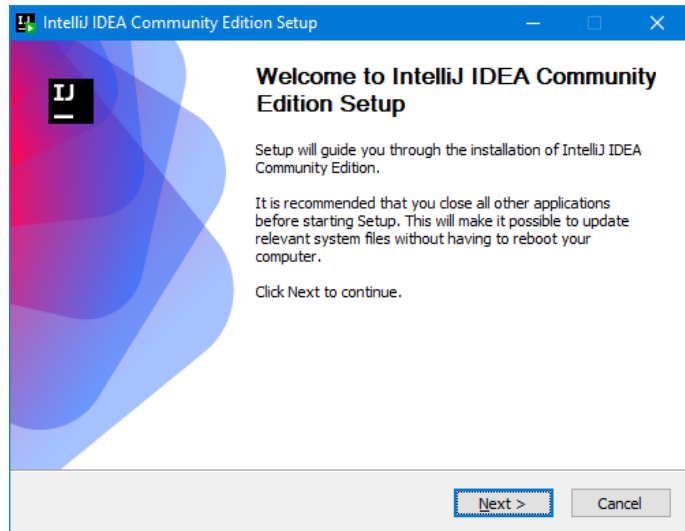 IntelliJ IDEA Community Edition Setup
IJ
Welcome to IntelliJ IDEA Community
Edition Setup
Setup will guide you through the installation of IntelliJ IDEA
Community Edition.
It is recommended that you close all other applications
before starting Setup. This will make it possible to update
relevant system files without having to reboot your
computer.
Click Next to continue.
Next >
Cancel